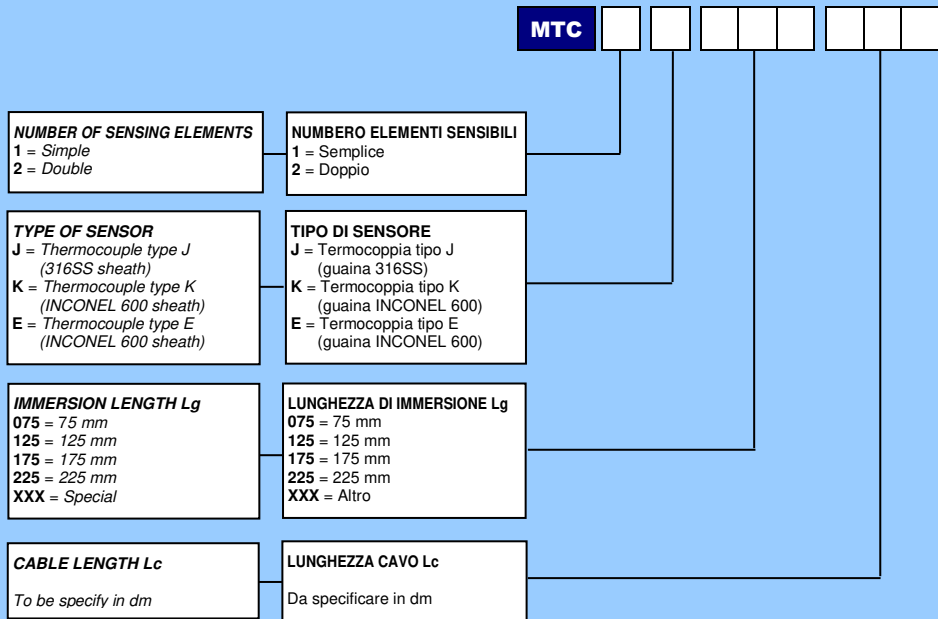 MTC
NUMBER OF SENSING ELEMENTS
1 = Simple
2 = Double
NUMBERO ELEMENTI SENSIBILI
1 = Semplice
2 = Doppio
TYPE OF SENSOR
J = Thermocouple type J
(316SS sheath)
K = Thermocouple type K
(INCONEL 600 sheath)
E = Thermocouple type E
(INCONEL 600 sheath)
TIPO DI SENSORE
J = Termocoppia tipo J
(guaina 316SS)
K = Termocoppia tipo K
(guaina INCONEL 600)
E = Termocoppia tipo E
(guaina INCONEL 600)
IMMERSION LENGTH Lg
075 = 75 mm
125 = 125 mm
175 = 175 mm
225 = 225 mm
XXX = Special
LUNGHEZZA DI IMMERSIONE Lg
075 = 75 mm
125 = 125 mm
175 = 175 mm
225 = 225 mm
XXX = Altro
CABLE LENGTH Lc
To be specify in dm
LUNGHEZZA CAVO Lc
Da specificare in dm